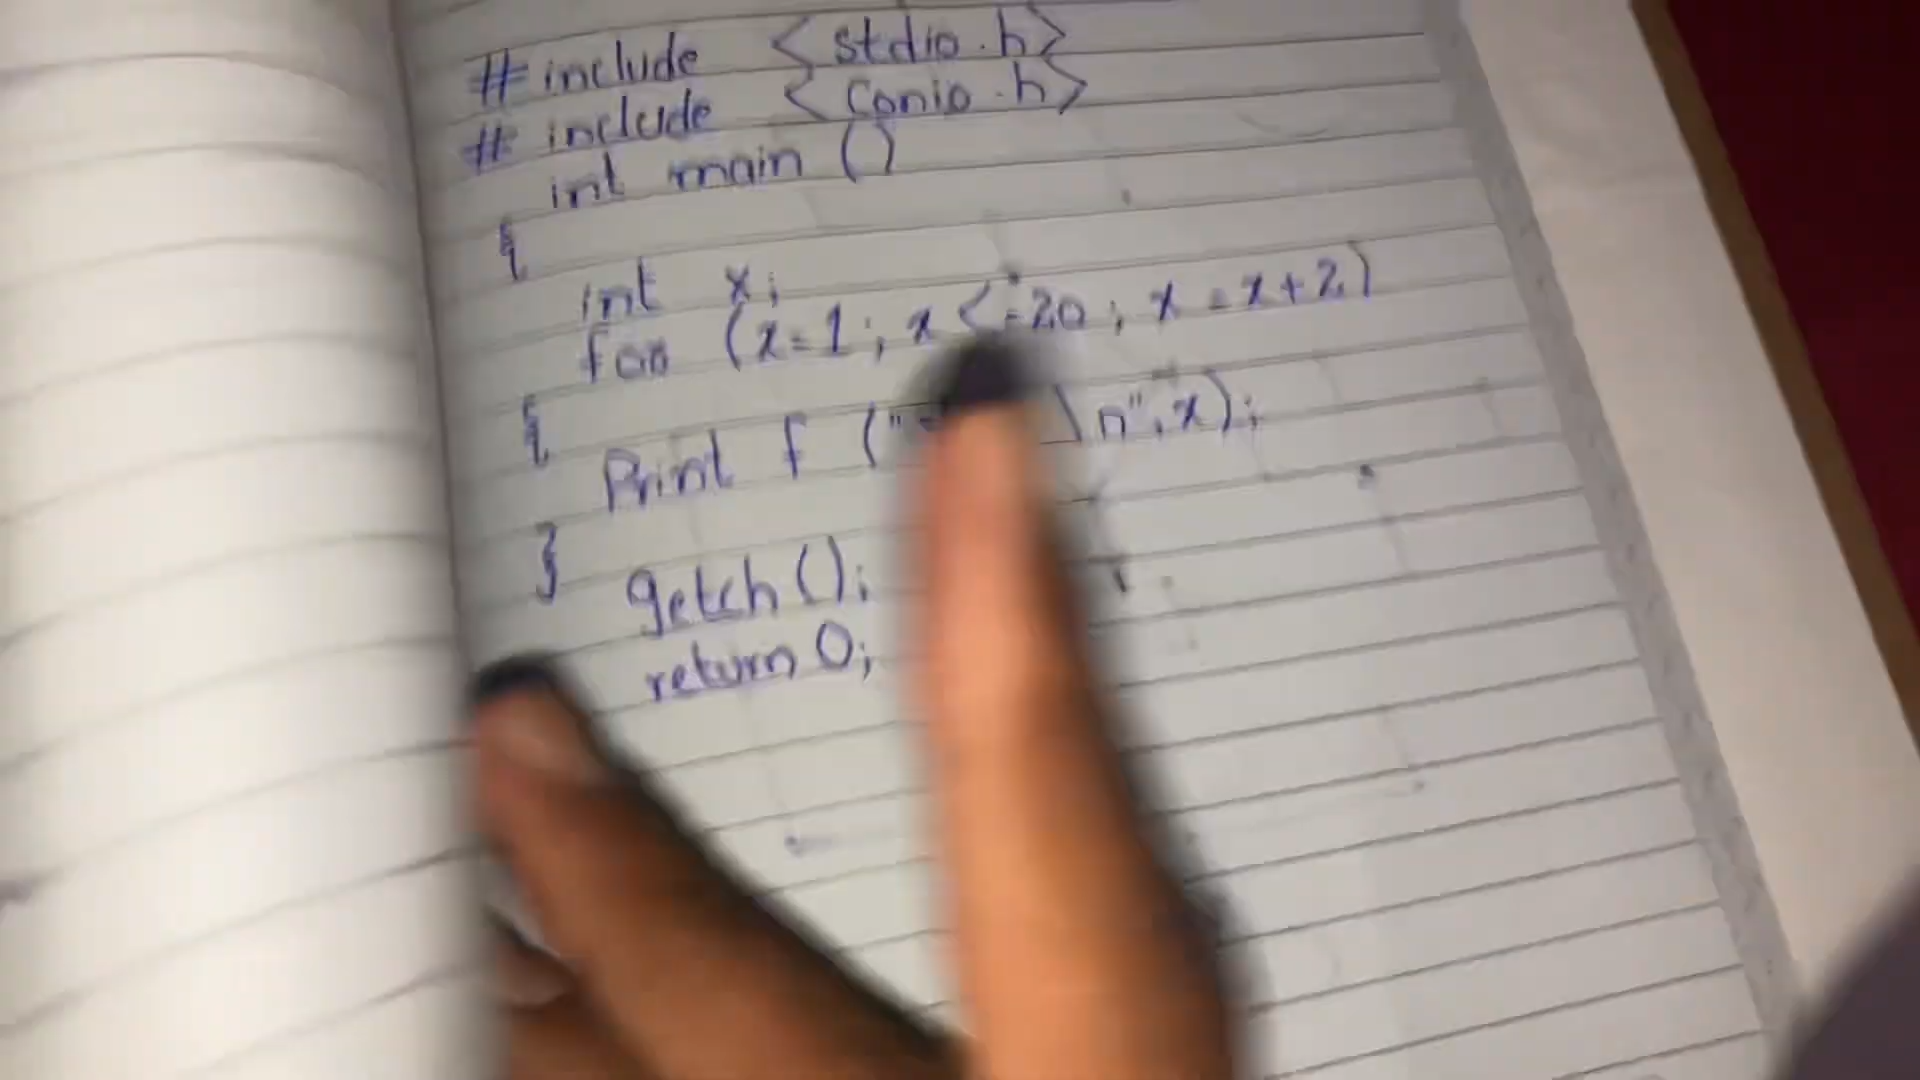 # include <stdio.h>
# include <conio.h>
int main ()
{
int x;
for (x=1; x<=20; x=x+2)
{
Print f (" \n",x);
}
getch ();
return 0;